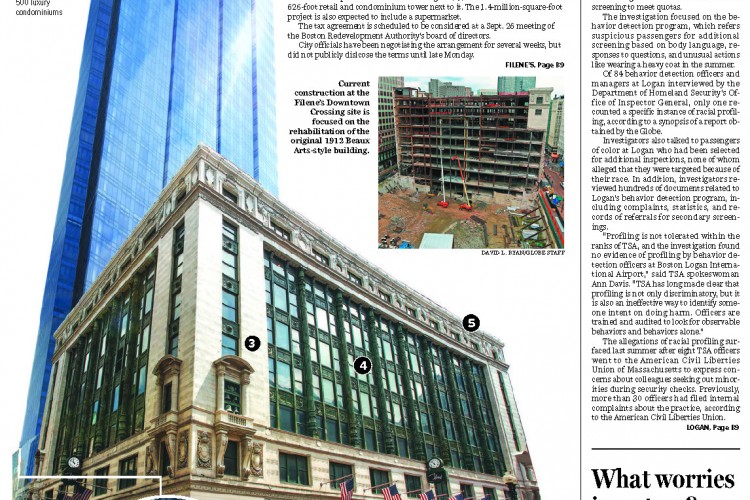 500 luxury
condominiums
626-foot retail and condominium tower next to it. The 1.4-million-square-foot
project is also expected to include a supermarket.
The tax agreement is scheduled to be considered at a Sept. 26 meeting of
the Boston Redevelopment Authority's board of directors.
City officials have been negotiating the arrangement for several weeks, but
did not publicly disclose the terms until late Monday.
FILENE'S, Page B9
Current
construction at the
Filene's Downtown
Crossing site is
focused on the
rehabilitation of the
original 1912 Beaux
Arts-style building.
DAVID L. RYAN/GLOBE STAFF
3
4
5
screening to meet quotas.
The investigation focused on the be-
havior detection program, which refers
suspicious passengers for additional
screening based on body language, re-
sponses to questions, and unusual actions
like wearing a heavy coat in the summer.
Of 84 behavior detection officers and
managers at Logan interviewed by the
Department of Homeland Security's Of-
fice of Inspector General, only one re-
counted a specific instance of racial profil-
ing, according to a synopsis of a report ob-
tained by the Globe.
Investigators also talked to passengers
of color at Logan who had been selected
for additional inspections, none of whom
alleged that they were targeted because of
their race. In addition, investigators re-
viewed hundreds of documents related to
Logan's behavior detection program, in-
cluding complaints, statistics, and rec-
ords of referrals for secondary screen-
ings.
"Profiling is not tolerated within the
ranks of TSA, and the investigation found
no evidence of profiling by behavior de-
tection officers at Boston Logan Interna-
tional Airport," said TSA spokeswoman
Ann Davis. "TSA has long made clear that
profiling is not only discriminatory, but it
is also an ineffective way to identify some-
one intent on doing harm. Officers are
trained and audited to look for observable
behaviors and behaviors alone."
The allegations of racial profiling sur-
faced last summer after eight TSA officers
went to the American Civil Liberties
Union of Massachusetts to express con-
cerns about colleagues seeking out minor-
ities during security checks. Previously,
more than 30 officers had filed internal
complaints about the practice, according
to the American Civil Liberties Union.
LOGAN, Page B9
What worries